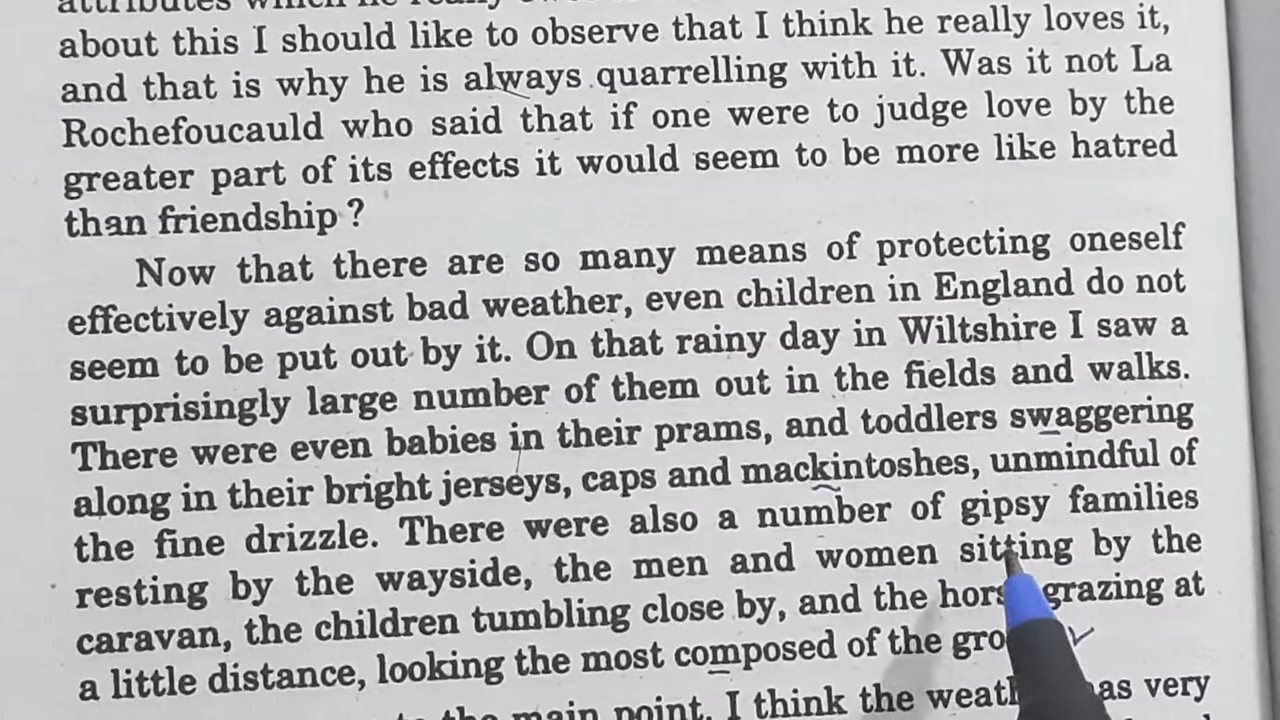 attributes which he really
about this I should like to observe that I think he really loves it,
and that is why he is always quarrelling with it. Was it not La
Rochefoucauld who said that if one were to judge love by the
greater part of its effects it would seem to be more like hatred
than friendship ?
Now that there are so many means of protecting oneself
effectively against bad weather, even children in England do not
seem to be put out by it. On that rainy day in Wiltshire I saw a
surprisingly large number of them out in the fields and walks.
There were even babies in their prams, and toddlers swaggering
along in their bright jerseys, caps and mackintoshes, unmindful of
the fine drizzle. There were also a number of gipsy families
resting by the wayside, the men and women sitting by the
caravan, the children tumbling close by, and the grazing at
a little distance, looking the most composed of the
the main point, I think the has very